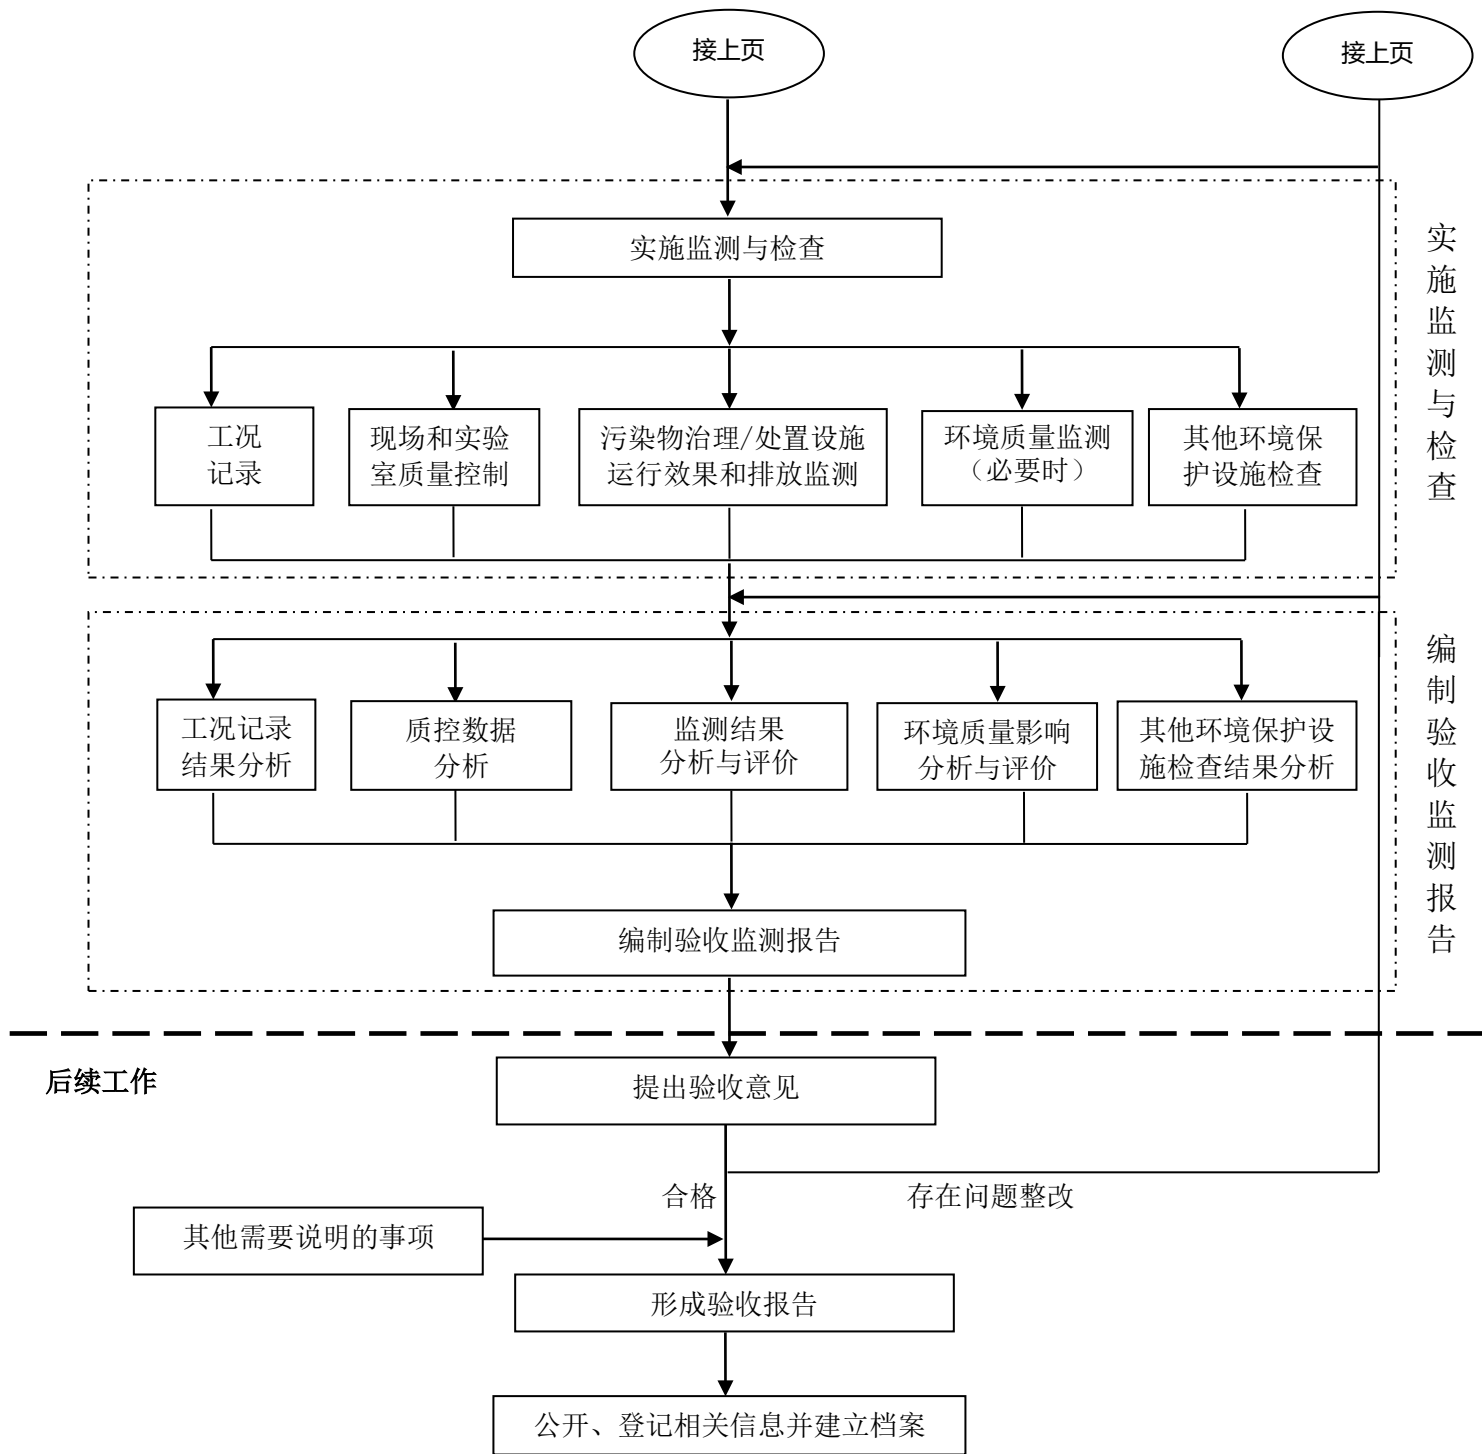 接上页
接上页
实施监测与检查
实施监测与检查
工况
记录
现场和实验
室质量控制
污染物治理/处置设施
运行效果和排放监测
环境质量监测
（必要时）
其他环境保
护设施检查
编制验收监测报告
工况记录
结果分析
质控数据
分析
监测结果
分析与评价
环境质量影响
分析与评价
其他环境保护设
施检查结果分析
编制验收监测报告
后续工作
提出验收意见
合格
存在问题整改
其他需要说明的事项
形成验收报告
公开、登记相关信息并建立档案